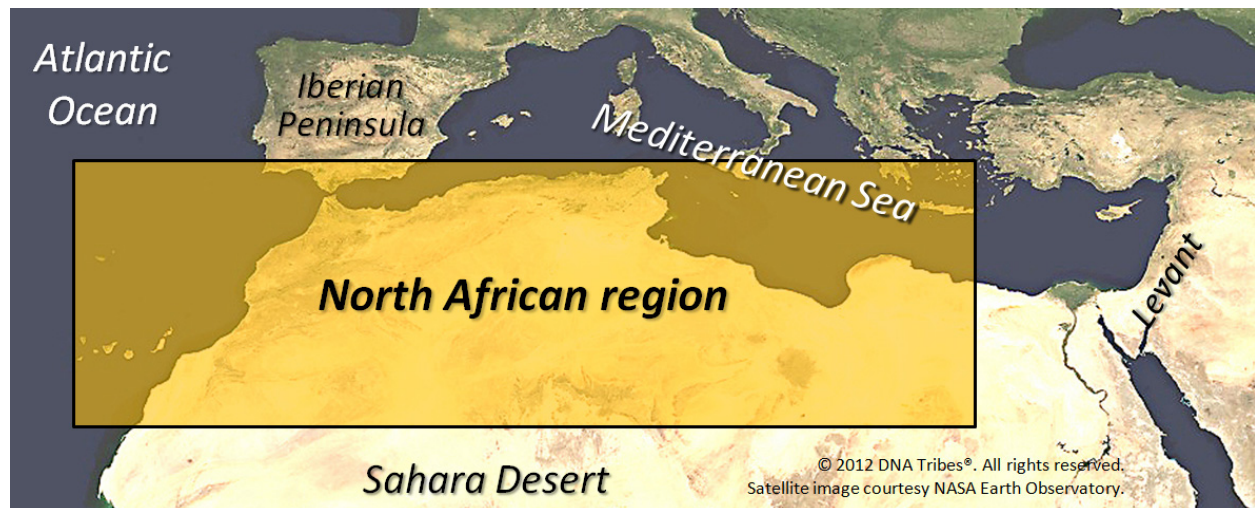 Atlantic
Ocean
Iberian
Peninsula
Mediterranean Sea
North African region
Levant
Sahara Desert
© 2012 DNA Tribes®. All rights reserved.
Satellite image courtesy NASA Earth Observatory.